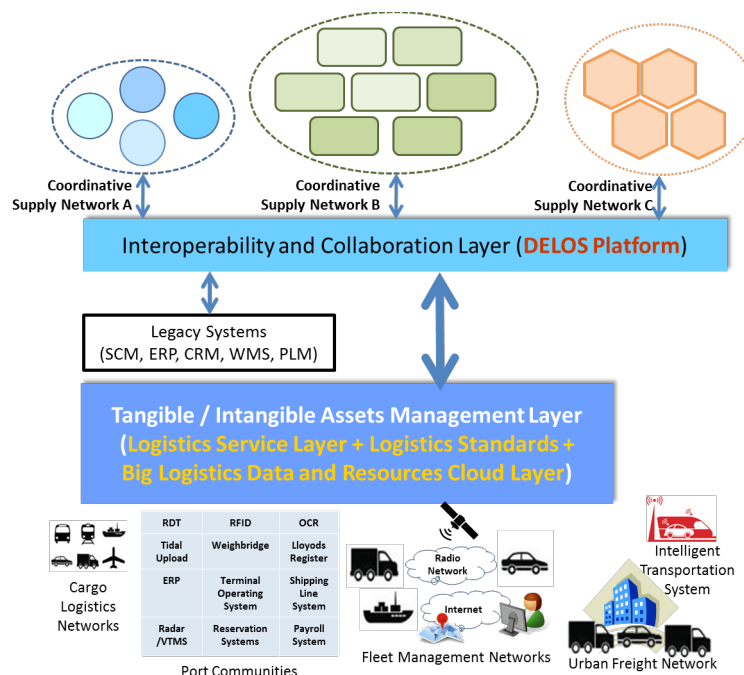 Coordinative
Supply Network A
Coordinative
Supply Network B
Coordinative
Supply Network C
Interoperability and Collaboration Layer (DELOS Platform)
Legacy Systems
(SCM, ERP, CRM, WMS, PLM)
Tangible / Intangible Assets Management Layer
(Logistics Service Layer + Logistics Standards +
Big Logistics Data and Resources Cloud Layer)
Cargo
Logistics
Networks
RDT RFID OCR
Tidal
Upload
Weighbridge
Lloyods
Register
ERP
Terminal
Operating
System
Shipping
Line
System
Radar
/VTMS
Reservation
Systems
Payroll
System
Port Communities
Radio
Network
Internet
Fleet Management Networks
Intelligent
Transportation
System
Urban Freight Network